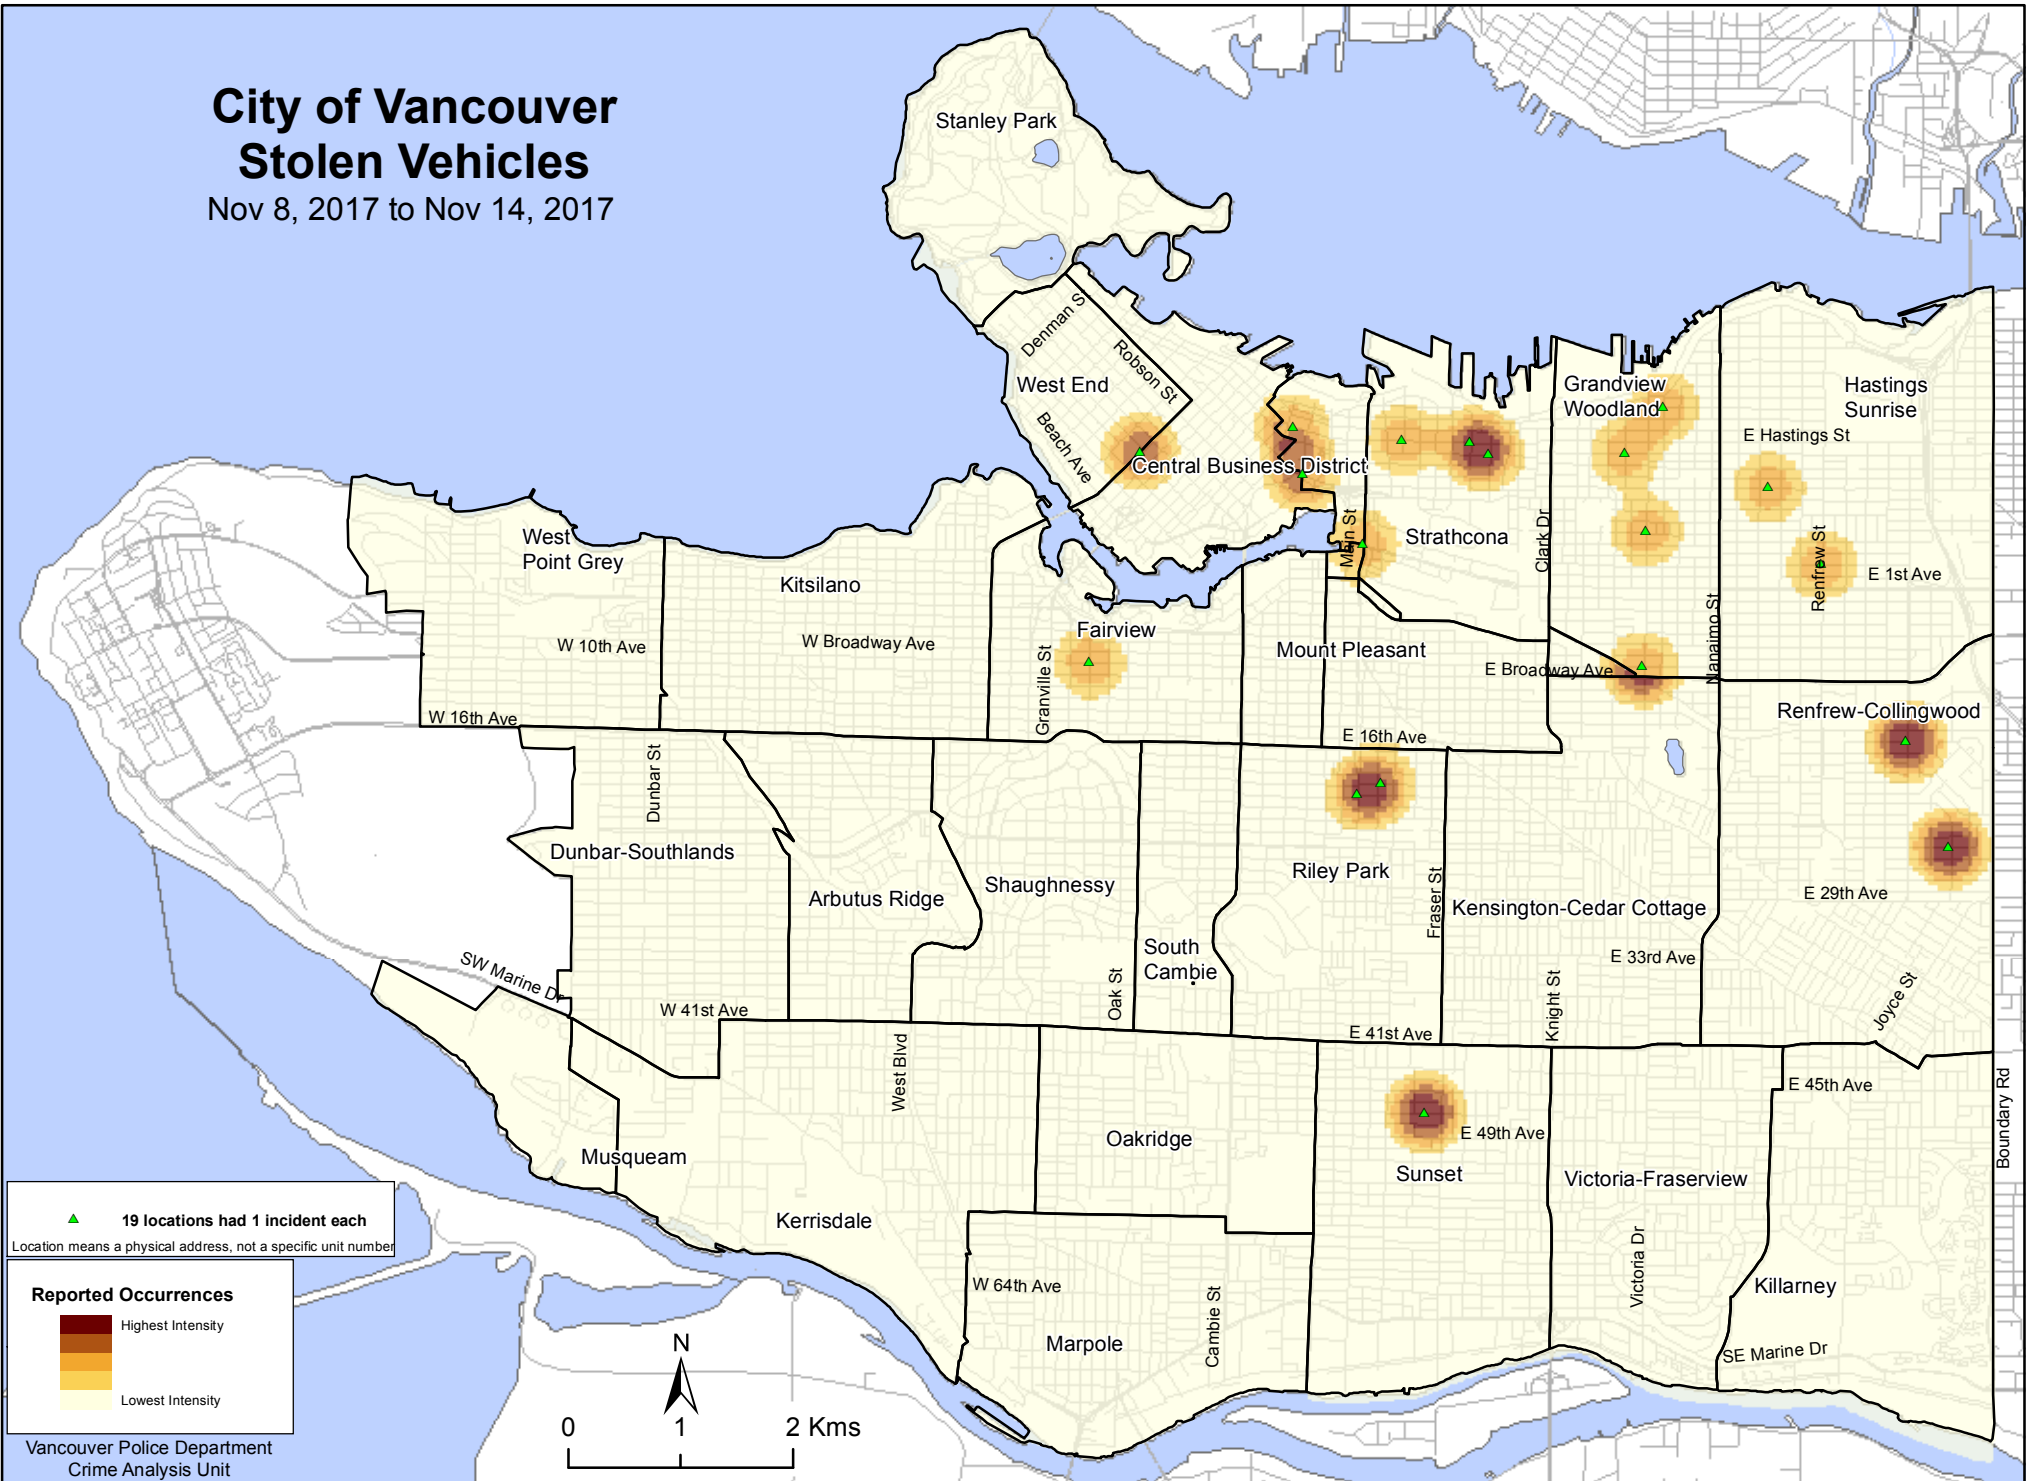 City of Vancouver
Stolen Vehicles
Nov 8, 2017 to Nov 14, 2017
Stanley Park
Denman St
Robson St
West End
Beach Ave
Central Business District
Grandview
Woodland
Hastings
Sunrise
E Hastings St
Main St
Strathcona
Clark Dr
Renfrew St
E 1st Ave
Nanaimo St
West
Point Grey
Kitsilano
W 10th Ave
W Broadway Ave
Fairview
Granville St
Mount Pleasant
E Broadway Ave
W 16th Ave
E 16th Ave
Renfrew-Collingwood
Dunbar St
Dunbar-Southlands
Arbutus Ridge
Shaughnessy
Riley Park
Fraser St
Kensington-Cedar Cottage
E 29th Ave
South
Cambie
E 33rd Ave
SW Marine Dr
W 41st Ave
Oak St
E 41st Ave
Knight St
Joyce St
West Blvd
E 45th Ave
Boundary Rd
Oakridge
E 49th Ave
Sunset
Musqueam
Victoria-Fraserview
Kerrisdale
Victoria Dr
W 64th Ave
Cambie St
Killarney
Marpole
SE Marine Dr
19 locations had 1 incident each
Location means a physical address, not a specific unit number
Reported Occurrences
Highest Intensity
Lowest Intensity
N
0 1 2 Kms
Vancouver Police Department
Crime Analysis Unit